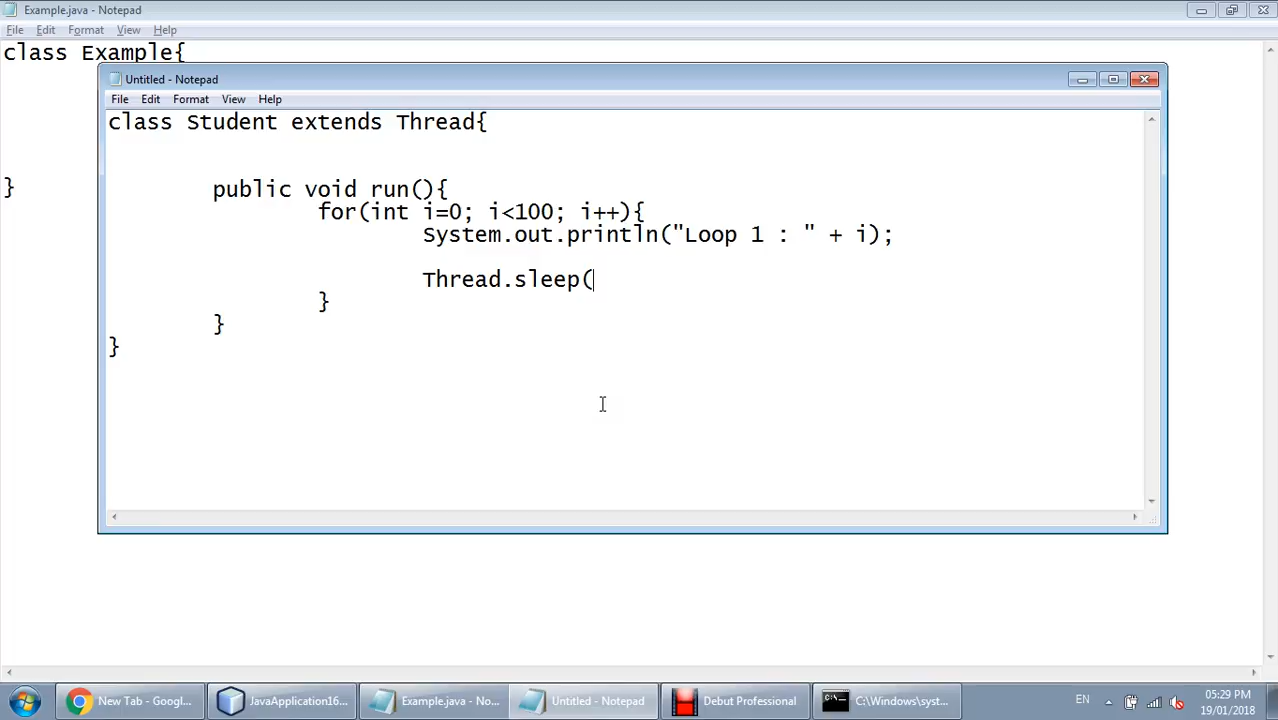 Example.java - Notepad
File Edit Format View Help
class Example{
}
Untitled - Notepad
File Edit Format View Help
class Student extends Thread{
public void run(){
for(int i=0; i<100; i++){
System.out.println("Loop 1 : " + i);
Thread.sleep(
}
}
}
New Tab - Googl...
JavaApplication16...
Example.java - No...
Untitled - Notepad
Debut Professional
C:\Windows\syst...
EN
05:29 PM
19/01/2018